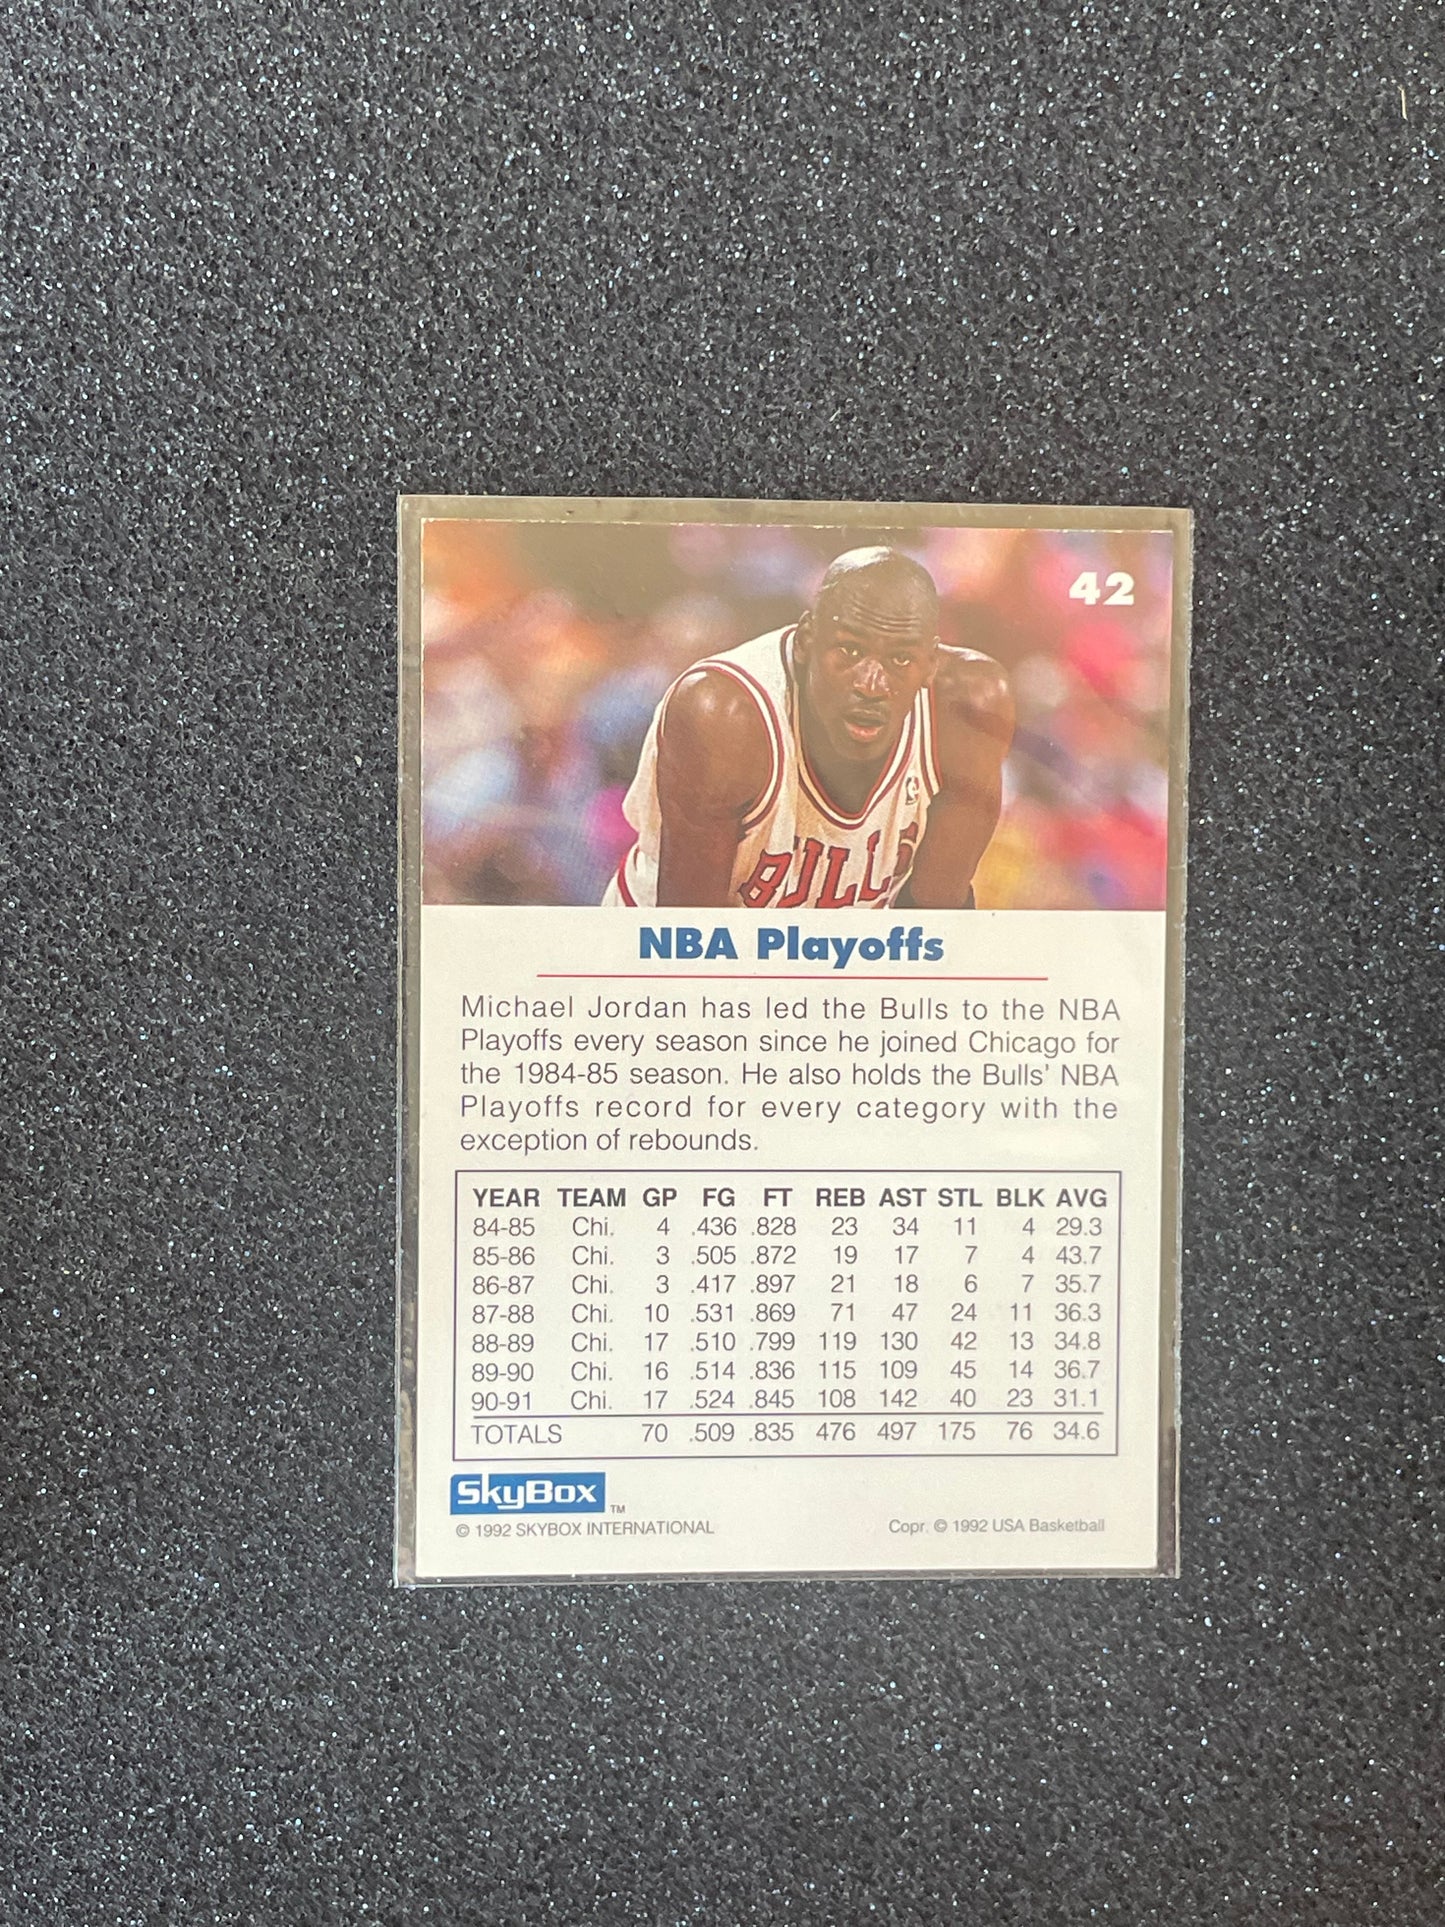 42
BULLS
NBA Playoffs
Michael Jordan has led the Bulls to the NBA
Playoffs every season since he joined Chicago for
the 1984-85 season. He also holds the Bulls' NBA
Playoffs record for every category with the
exception of rebounds.
YEAR TEAM GP FG FT REB AST STL BLK AVG
84-85 Chi. 4 .436 .828 23 34 11 4 29.3
85-86 Chi. 3 .505 .872 19 17 7 4 43.7
86-87 Chi. 3 .417 .897 21 18 6 7 35.7
87-88 Chi. 10 .531 .869 71 47 24 11 36.3
88-89 Chi. 17 .510 .799 119 130 42 13 34.8
89-90 Chi. 16 .514 .836 115 109 45 14 36.7
90-91 Chi. 17 .524 .845 108 142 40 23 31.1
TOTALS 70 .509 .835 476 497 175 76 34.6
SkyBox TM
© 1992 SKYBOX INTERNATIONAL Copr. © 1992 USA Basketball